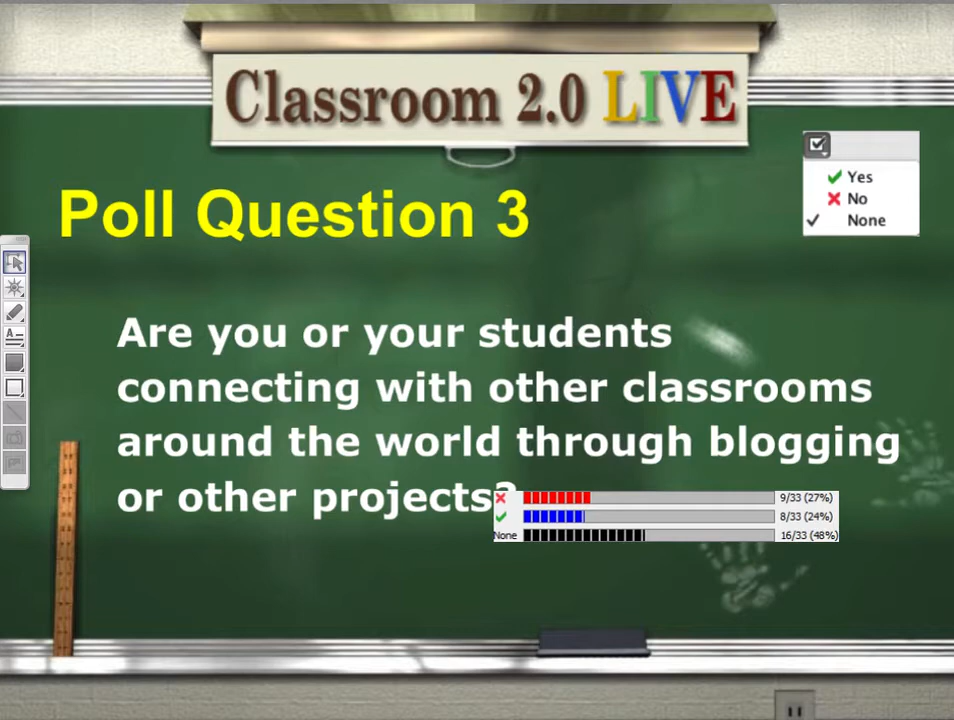 Classroom 2.0 LIVE
Yes
No
None
Poll Question 3
Are you or your students
connecting with other classrooms
around the world through blogging
or other projects?
9/33 (27%)
8/33 (24%)
None 16/33 (48%)